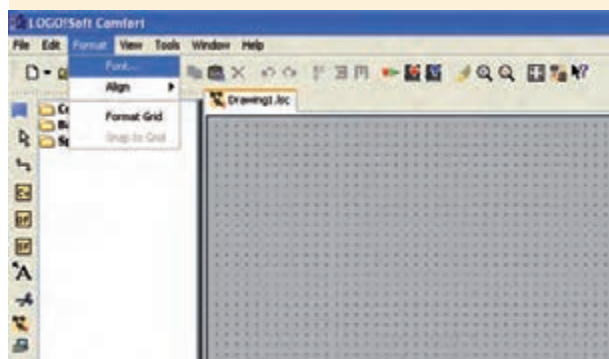 LOGO!Soft Comfort
File Edit Format View Tools Window Help
Font...
Align
Format Grid
Snap to Grid
Drawing1.lsc
Co